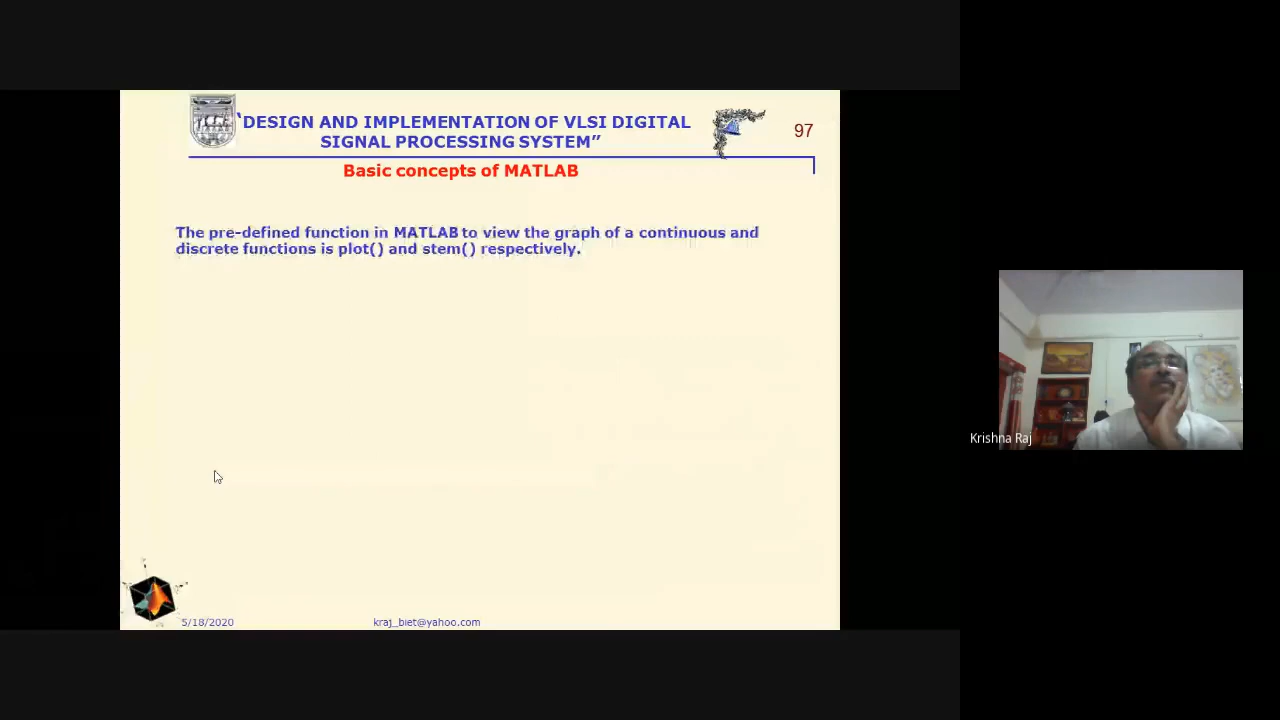 ‘DESIGN AND IMPLEMENTATION OF VLSI DIGITAL
SIGNAL PROCESSING SYSTEM”
97
Basic concepts of MATLAB
The pre-defined function in MATLAB to view the graph of a continuous and
discrete functions is plot() and stem() respectively.
Krishna Raj
5/18/2020
kraj_biet@yahoo.com